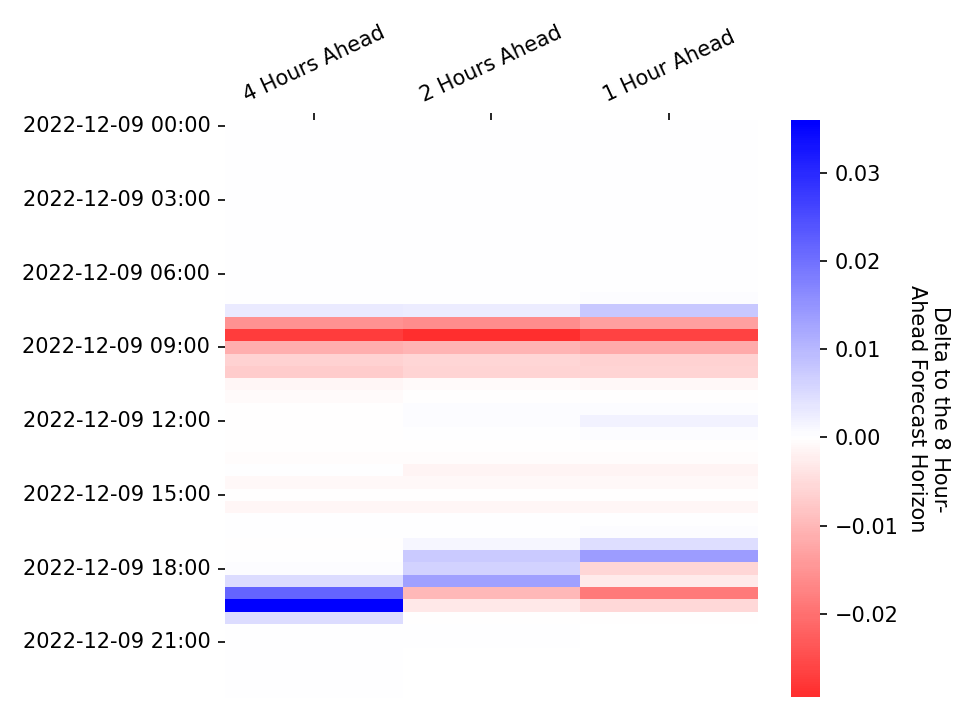 4 Hours Ahead
2 Hours Ahead
1 Hour Ahead
2022-12-09 00:00
2022-12-09 03:00
2022-12-09 06:00
2022-12-09 09:00
2022-12-09 12:00
2022-12-09 15:00
2022-12-09 18:00
2022-12-09 21:00
0.03
0.02
0.01
0.00
−0.01
−0.02
Delta to the 8 Hour-
Ahead Forecast Horizon